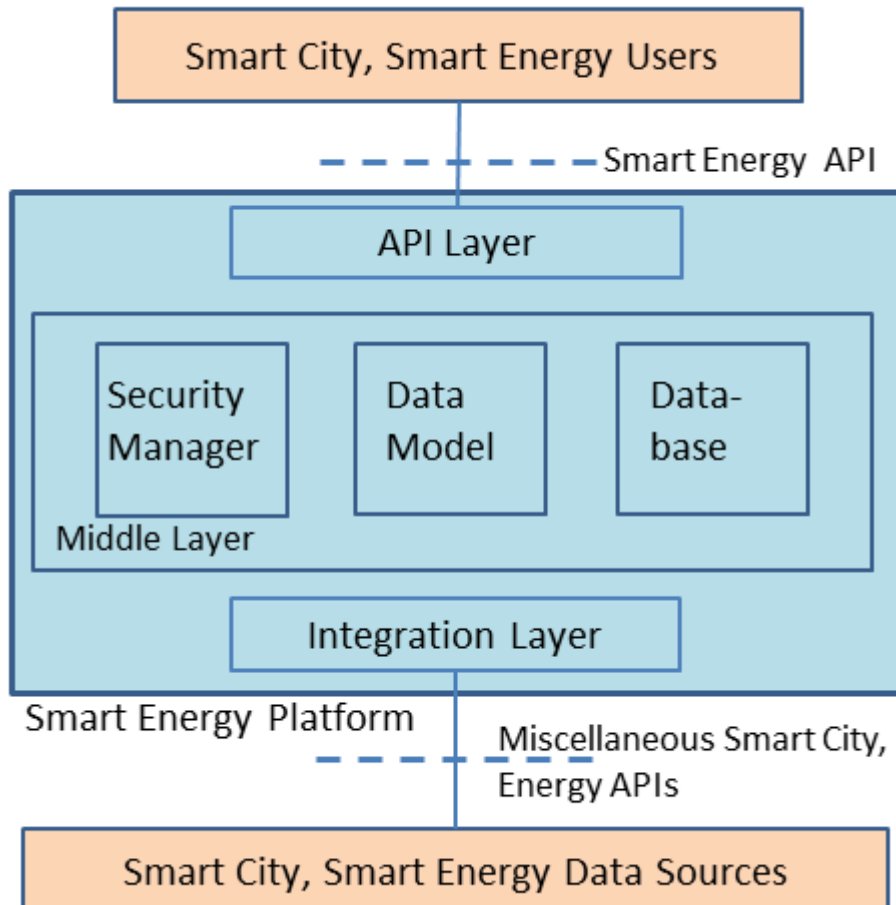 Smart City, Smart Energy Users
Smart Energy API
API Layer
Security
Manager
Data
Model
Data-
base
Middle Layer
Integration Layer
Smart Energy Platform
Miscellaneous Smart City,
Energy APIs
Smart City, Smart Energy Data Sources